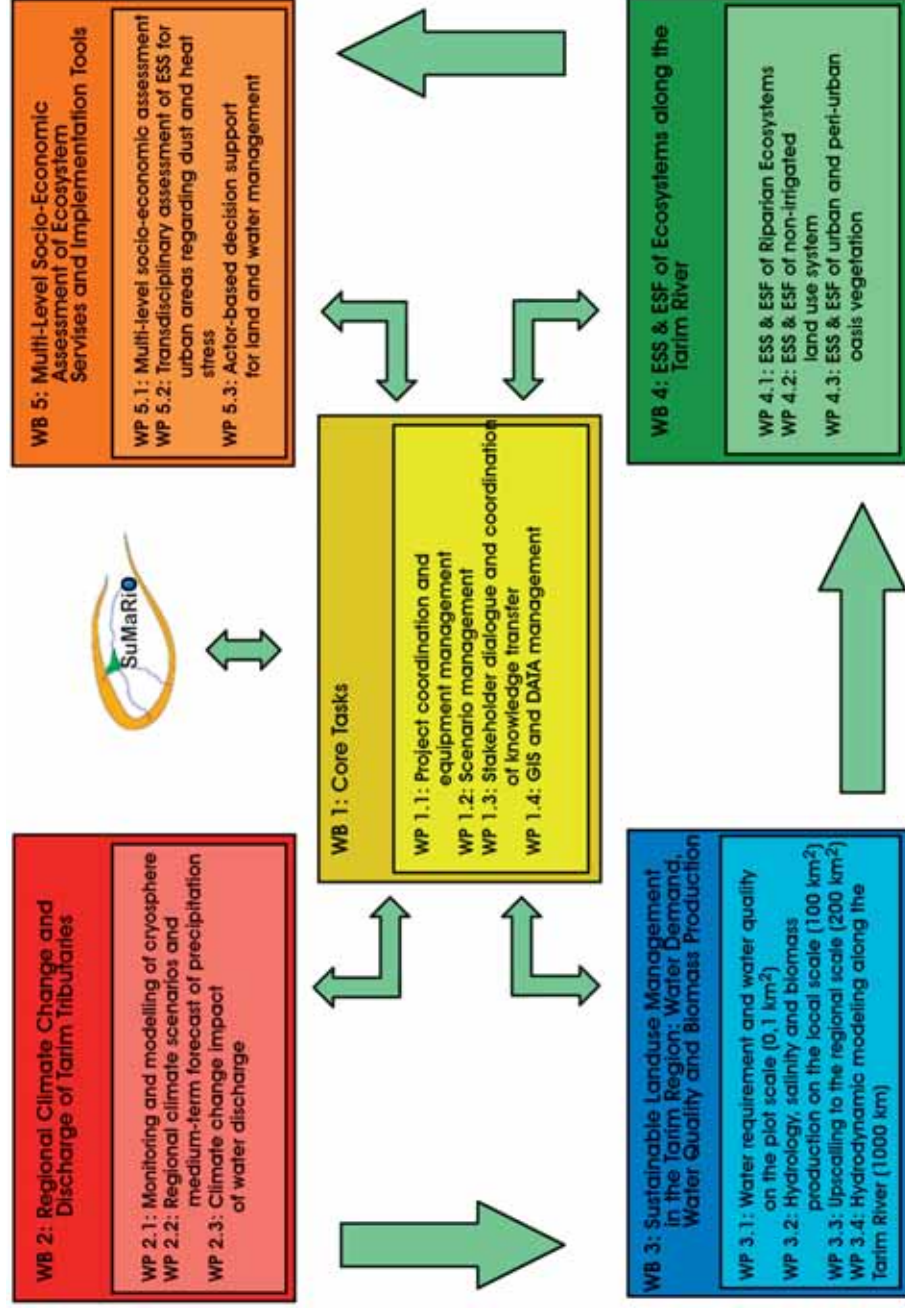 WB 2: Regional Climate Change and
Discharge of Tarim Tributaries
WP 2.1: Monitoring and modelling of cryosphere
WP 2.2: Regional climate scenarios and
medium-term forecast of precipitation
WP 2.3: Climate change impact
of water discharge
SuMaRiO
WB 5: Multi-Level Socio-Economic
Assessment of Ecosystem
Servises and Implementation Tools
WP 5.1: Multi-level socio-economic assessment
WP 5.2: Transdisciplinary assessment of ESS for
urban areas regarding dust and heat
stress
WP 5.3: Actor-based decision support
for land and water management
WB 1: Core Tasks
WP 1.1: Project coordination and
equipment management
WP 1.2: Scenario management
WP 1.3: Stakeholder dialogue and coordination
of knowledge transfer
WP 1.4: GIS and DATA management
WB 3: Sustainable Landuse Management
in the Tarim Region: Water Demand,
Water Quality and Biomass Production
WP 3.1: Water requirement and water quality
on the plot scale (0,1 km²)
WP 3.2: Hydrology, salinity and biomass
production on the local scale (100 km²)
WP 3.3: Upscaling to the regional scale (200 km²)
WP 3.4: Hydrodynamic modeling along the
Tarim River (1000 km)
WB 4: ESS & ESF of Ecosystems along the
Tarim River
WP 4.1: ESS & ESF of Riparian Ecosystems
WP 4.2: ESS & ESF of non-irrigated
land use system
WP 4.3: ESS & ESF of urban and peri-urban
oasis vegetation